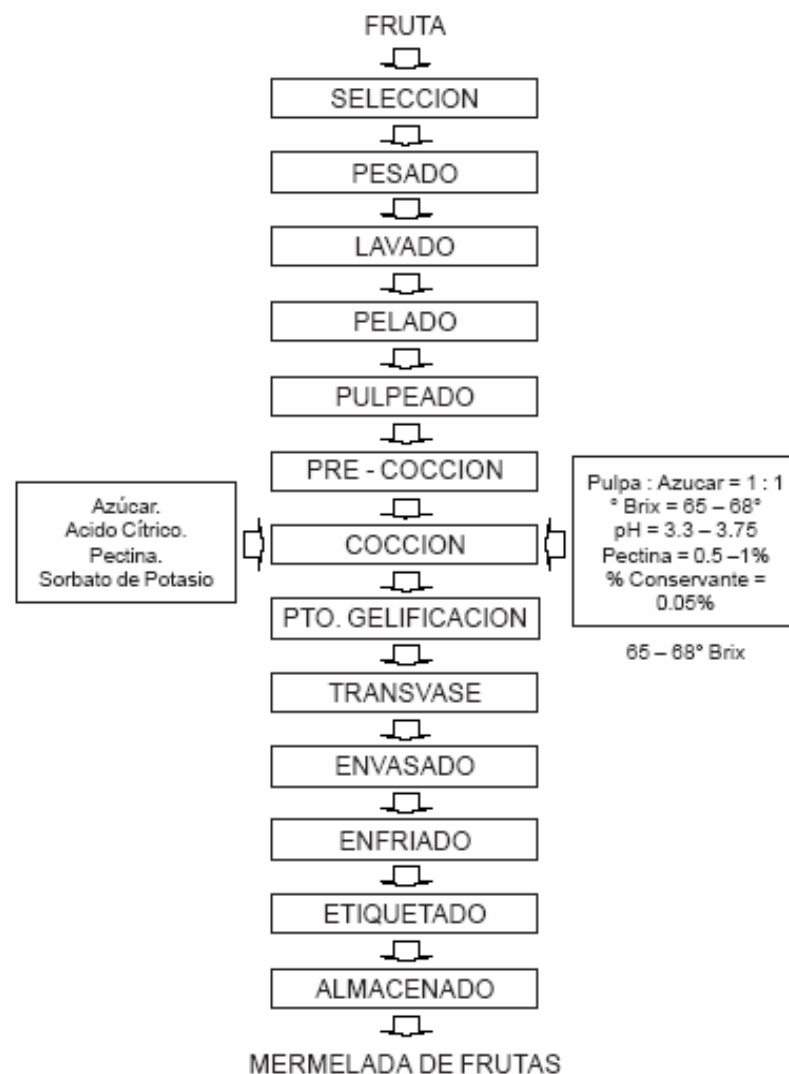 FRUTA
SELECCION
PESADO
LAVADO
PELADO
PULPEADO
PRE - COCCION
Azúcar.
Acido Cítrico.
Pectina.
Sorbato de Potasio
COCCION
Pulpa : Azucar = 1 : 1
° Brix = 65 – 68°
pH = 3.3 – 3.75
Pectina = 0.5 –1%
% Conservante =
0.05%
PTO. GELIFICACION
65 – 68° Brix
TRANSVASE
ENVASADO
ENFRIADO
ETIQUETADO
ALMACENADO
MERMELADA DE FRUTAS